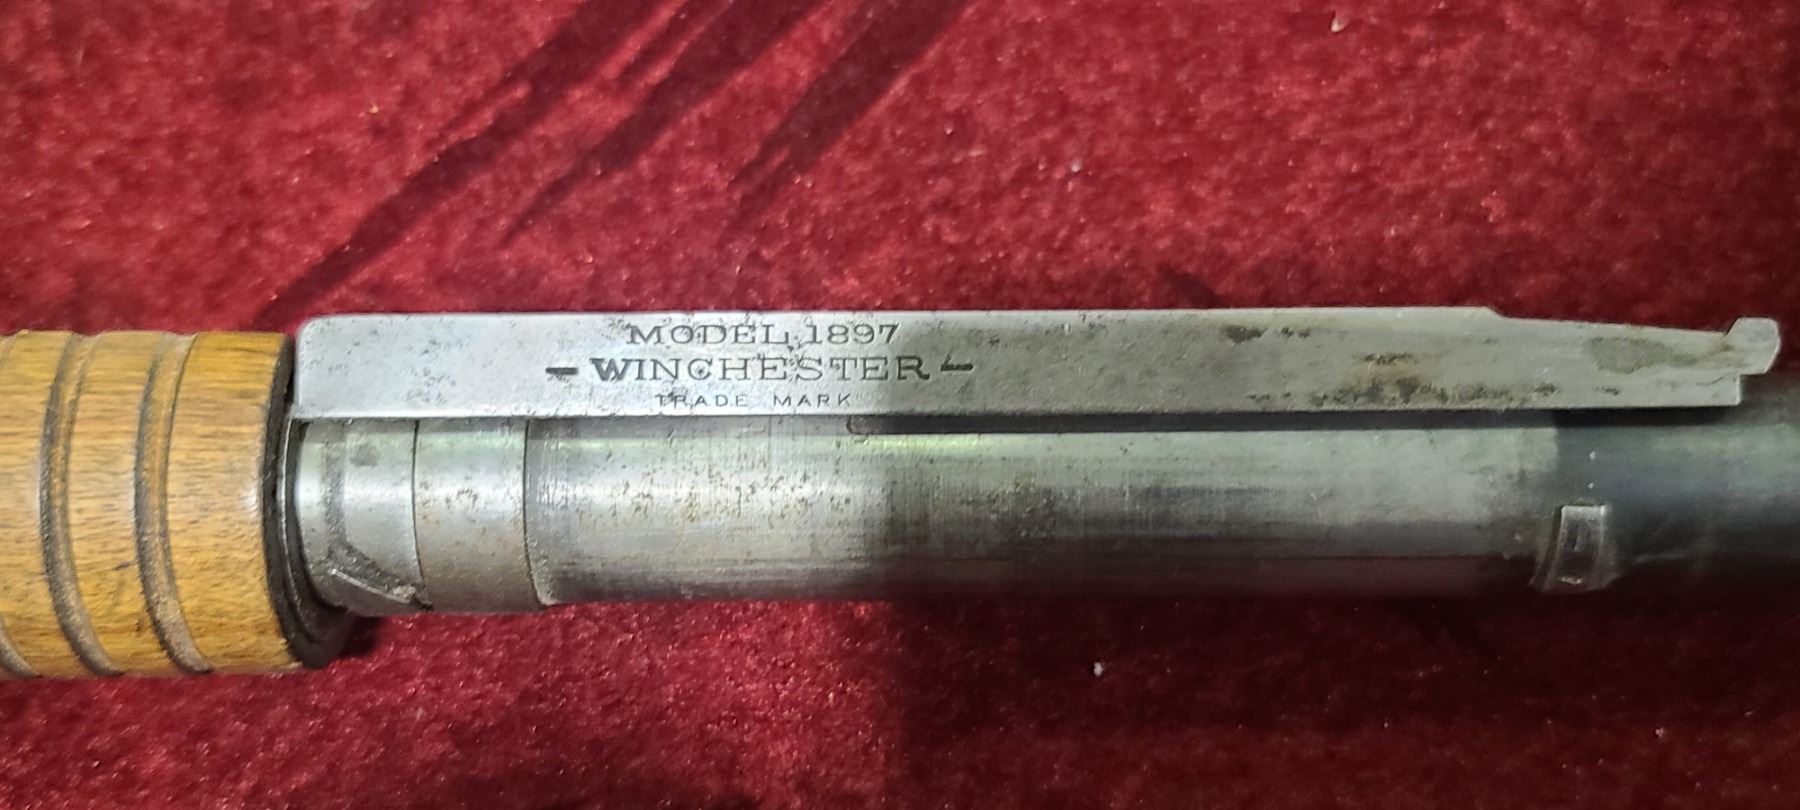 MODEL 1897
-WINCHESTER-
TRADE MARK